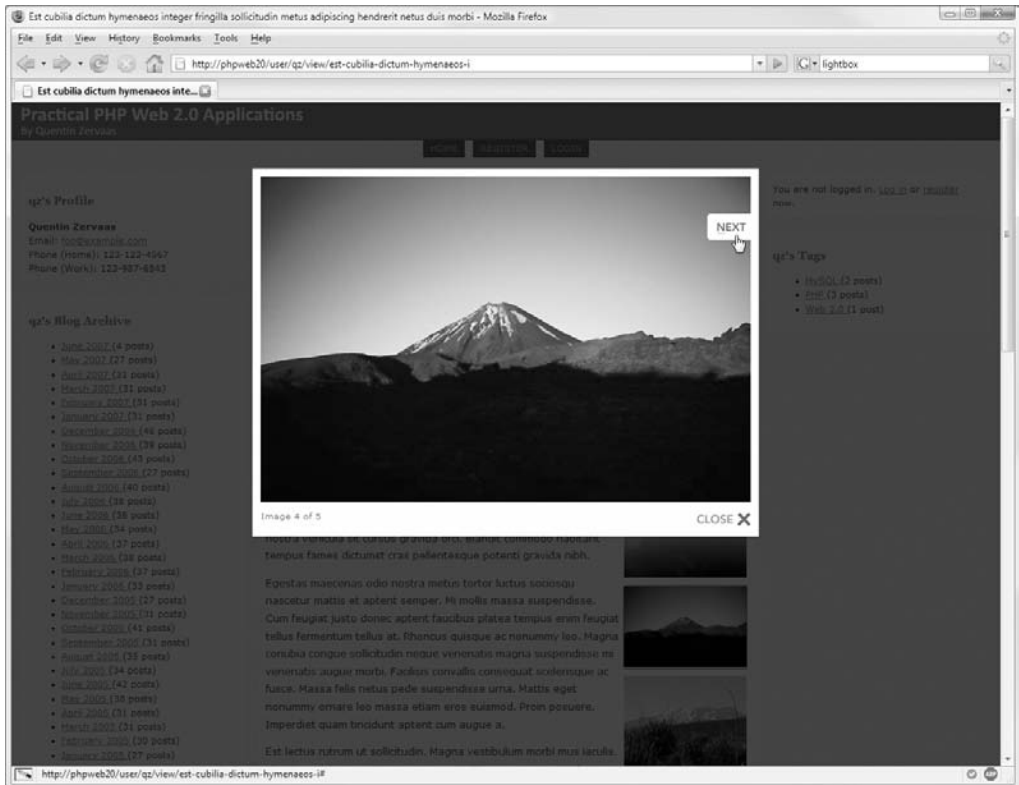 Est cubilia dictum hymenaeos integer fringilla sollicitudin metus adipiscing hendrerit netus duis morbi - Mozilla Firefox
File Edit View History Bookmarks Tools Help
http://phpweb20/user/qz/view/est-cubilia-dictum-hymenaeos-i
lightbox
Est cubilia dictum hymenaeos inte...
Practical PHP Web 2.0 Applications
By Quentin Zervaas
HOME REGISTER LOGIN
qz's Profile
Quentin Zervaas
Email: foo@example.com
Phone (Home): 123-123-4567
Phone (Work): 123-987-6543
qz's Blog Archive
June 2007 (4 posts)
May 2007 (27 posts)
April 2007 (31 posts)
March 2007 (31 posts)
February 2007 (31 posts)
January 2007 (31 posts)
December 2006 (46 posts)
November 2006 (39 posts)
October 2006 (45 posts)
September 2006 (27 posts)
August 2006 (40 posts)
July 2006 (38 posts)
June 2006 (36 posts)
May 2006 (34 posts)
April 2006 (37 posts)
March 2006 (38 posts)
February 2006 (37 posts)
January 2006 (33 posts)
December 2005 (27 posts)
November 2005 (31 posts)
October 2005 (41 posts)
September 2005 (31 posts)
August 2005 (35 posts)
July 2005 (34 posts)
June 2005 (42 posts)
May 2005 (38 posts)
April 2005 (31 posts)
March 2005 (31 posts)
February 2005 (30 posts)
January 2005 (27 posts)
NEXT
Image 4 of 5
CLOSE
nostra vehicula sit cursus gravida orci. Blandit commodo habitant
tempus fames dictumst cras pellentesque potenti gravida nibh.
Egestas maecenas odio nostra metus tortor luctus sociosqu
nascetur mattis et aptent semper. Mi mollis massa suspendisse.
Cum feugiat justo donec aptent faucibus platea tempus enim feugiat
tellus fermentum tellus at. Rhoncus quisque ac nonummy leo. Magna
conubia congue sollicitudin neque venenatis magna suspendisse mi
venenatis augue morbi. Facilisis convallis consequat scelerisque ac
fusce. Massa felis netus pede suspendisse urna. Mattis eget
nonummy ornare leo massa etiam eros euismod. Proin posuere.
Imperdiet quam tincidunt aptent cum augue a.
Est lectus rutrum ut sollicitudin. Magna vestibulum morbi mus iaculis.
You are not logged in. Log in or register
now.
qz's Tags
MySQL (2 posts)
PHP (3 posts)
Web 2.0 (1 post)
http://phpweb20/user/qz/view/est-cubilia-dictum-hymenaeos-i#